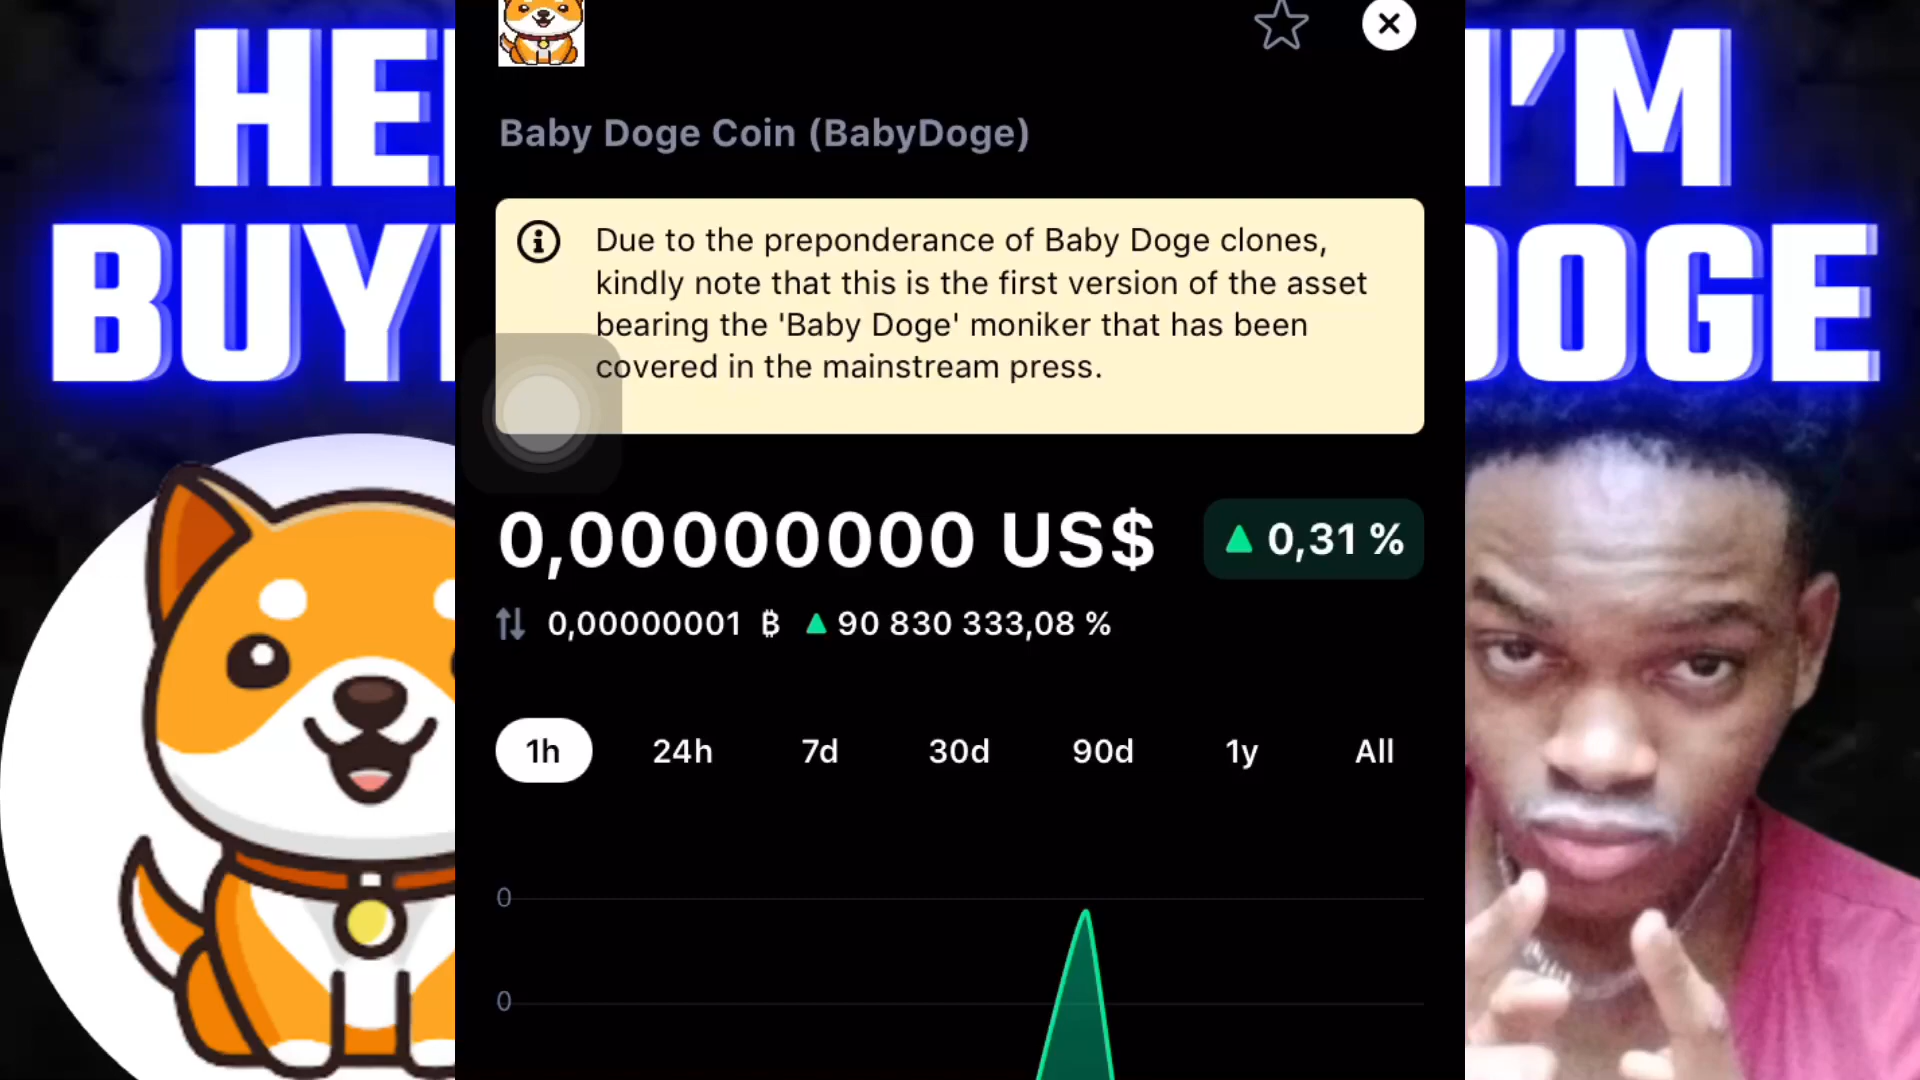 HE I'M
BUY DOGE
Baby Doge Coin (BabyDoge)
Due to the preponderance of Baby Doge clones,
kindly note that this is the first version of the asset
bearing the 'Baby Doge' moniker that has been
covered in the mainstream press.
0,00000000 US$ 0,31 %
0,00000001 ₿ 90 830 333,08 %
1h 24h 7d 30d 90d 1y All
0
0